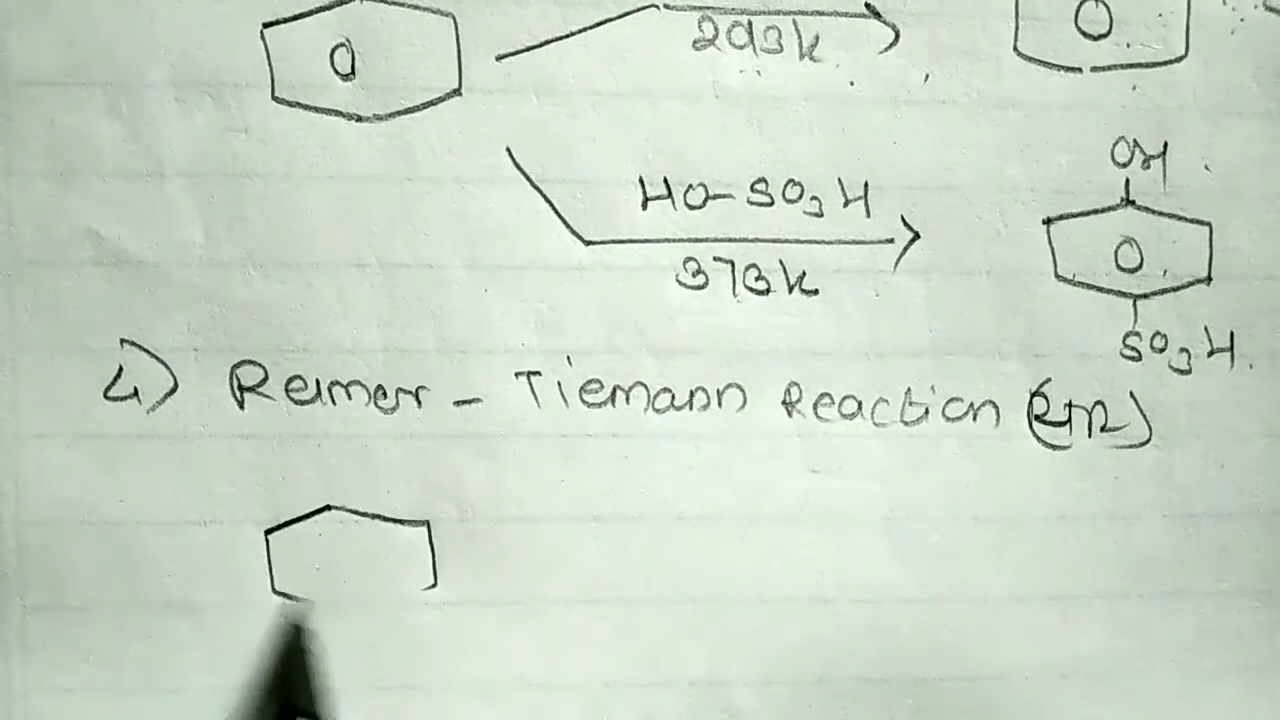 293k
OH
HO-SO3H
373k
SO3H.
4) Reimer - Tiemann Reaction (RTR)